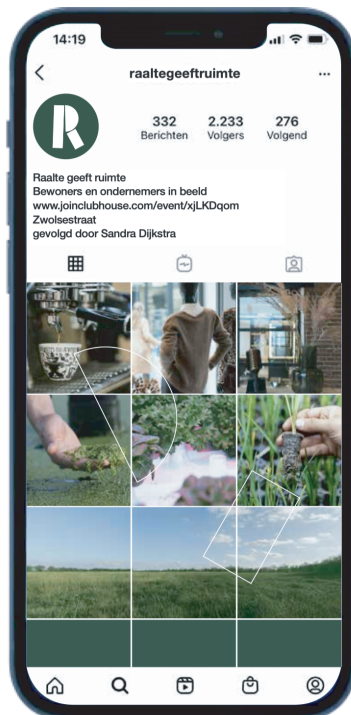 14:19
raaltegeeftruimte
...
R
332 2.233 276
Berichten Volgers Volgend
Raalte geeft ruimte
Bewoners en ondernemers in beeld
www.joinclubhouse.com/event/xjLKDqom
Zwolsestraat
gevolgd door Sandra Dijkstra